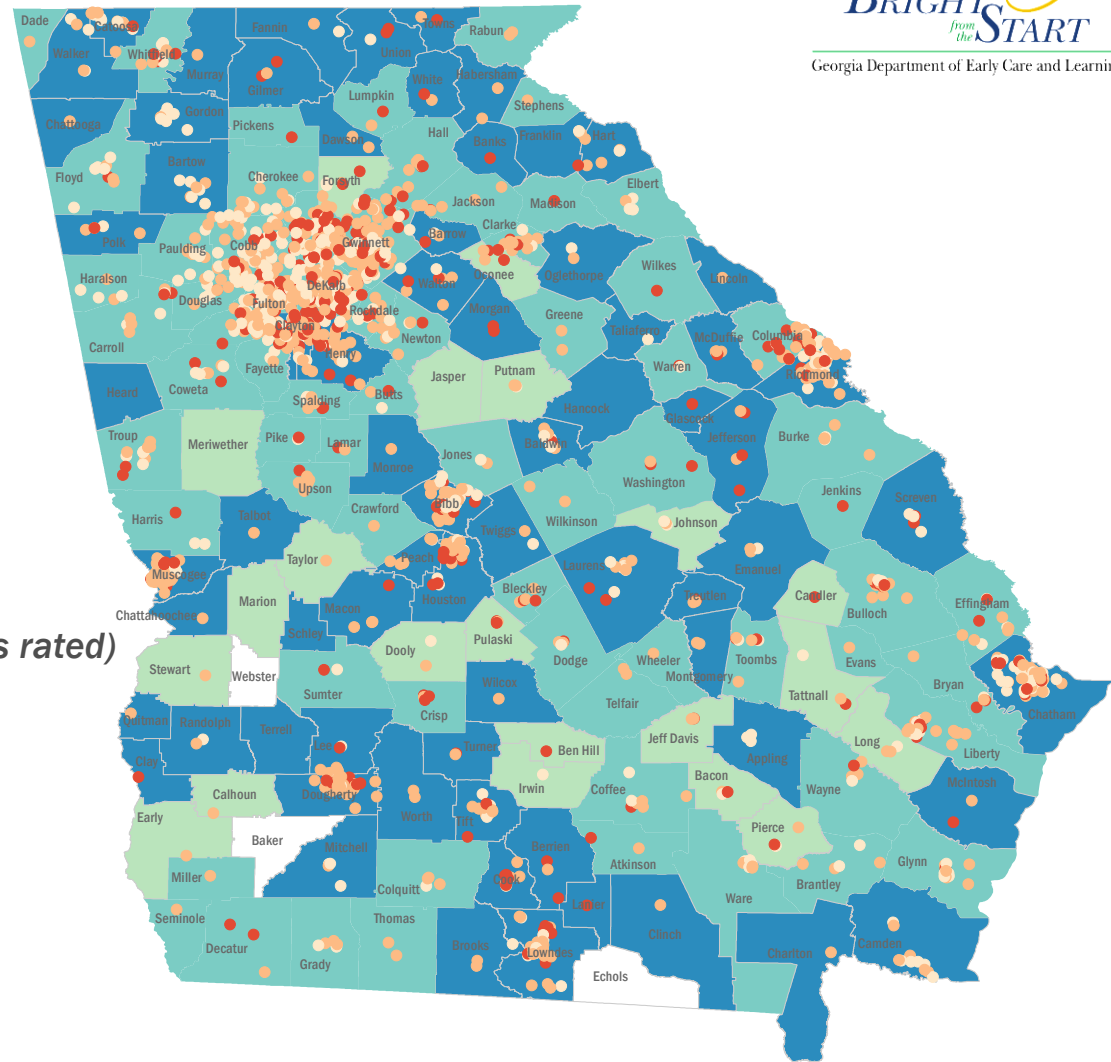 BRIGHT
from
the START
Georgia Department of Early Care and Learnin
s rated)
Dade
Catoosa
Fannin
Towns
Rabun
Walker
Whitfield
Union
Murray
Gilmer
White
Habersham
Lumpkin
Stephens
Chattooga
Gordon
Pickens
Dawson
Hall
Banks
Franklin
Hart
Bartow
Floyd
Cherokee
Forsyth
Jackson
Madison
Elbert
Polk
Paulding
Cobb
Gwinnett
Barrow
Clarke
Oconee
Oglethorpe
Wilkes
Lincoln
Haralson
Douglas
Fulton
DeKalb
Walton
Rockdale
Morgan
Greene
Taliaferro
McDuffie
Columbia
Carroll
Clayton
Henry
Newton
Warren
Richmond
Heard
Coweta
Fayette
Spalding
Butts
Jasper
Putnam
Hancock
Glascock
Jefferson
Burke
Troup
Meriwether
Pike
Lamar
Monroe
Jones
Baldwin
Washington
Upson
Bibb
Jenkins
Screven
Harris
Talbot
Crawford
Twiggs
Wilkinson
Johnson
Taylor
Peach
Laurens
Emanuel
Muscogee
Marion
Houston
Bleckley
Treutlen
Candler
Bulloch
Effingham
Chattahoochee
Macon
Schley
Pulaski
Dooly
Dodge
Wheeler
Montgomery
Toombs
Evans
Stewart
Webster
Sumter
Wilcox
Telfair
Tattnall
Bryan
Chatham
Crisp
Quitman
Randolph
Terrell
Lee
Turner
Ben Hill
Jeff Davis
Appling
Long
Liberty
Clay
Calhoun
Dougherty
Worth
Tift
Irwin
Coffee
Bacon
Wayne
McIntosh
Early
Baker
Mitchell
Berrien
Pierce
Miller
Colquitt
Cook
Atkinson
Brantley
Glynn
Lanier
Ware
Seminole
Decatur
Grady
Thomas
Brooks
Lowndes
Clinch
Charlton
Camden
Echols